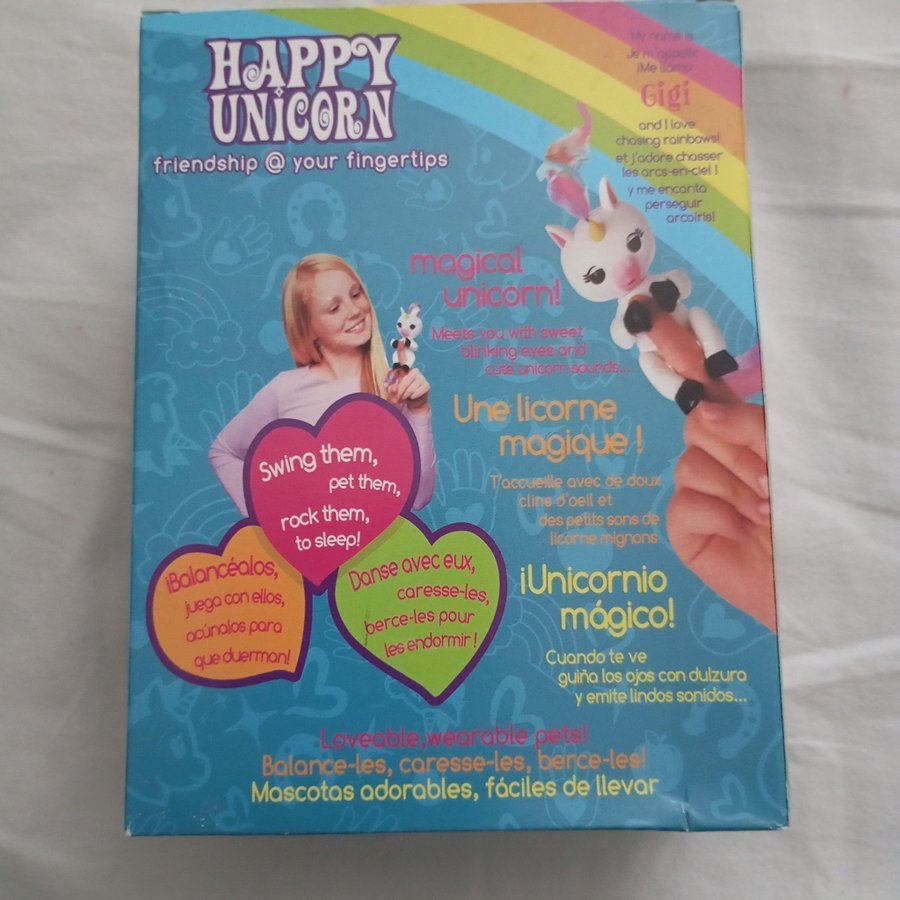 HAPPY
UNICORN
friendship @ your fingertips
My name is
Je m'appelle
¡Me llamo
Gigi
and I love
chasing rainbows!
et j'adore chasser
les arcs-en-ciel !
y me encanta
perseguir
arcoíris!
magical
unicorn!
Meets you with sweet
blinking eyes and
cute unicorn sounds...
Une licorne
magique !
T'accueille avec de doux
clins d'oeil et
des petits sons de
licorne mignons
¡Unicornio
mágico!
Cuando te ve
guiña los ojos con dulzura
y emite lindos sonidos...
Swing them,
pet them,
rock them,
to sleep!
¡Balancéalos,
juega con ellos,
acúnalos para
que duerman!
Danse avec eux,
caresse-les,
berce-les pour
les endormir !
Loveable,wearable pets!
Balance-les, caresse-les, berce-les!
Mascotas adorables, fáciles de llevar